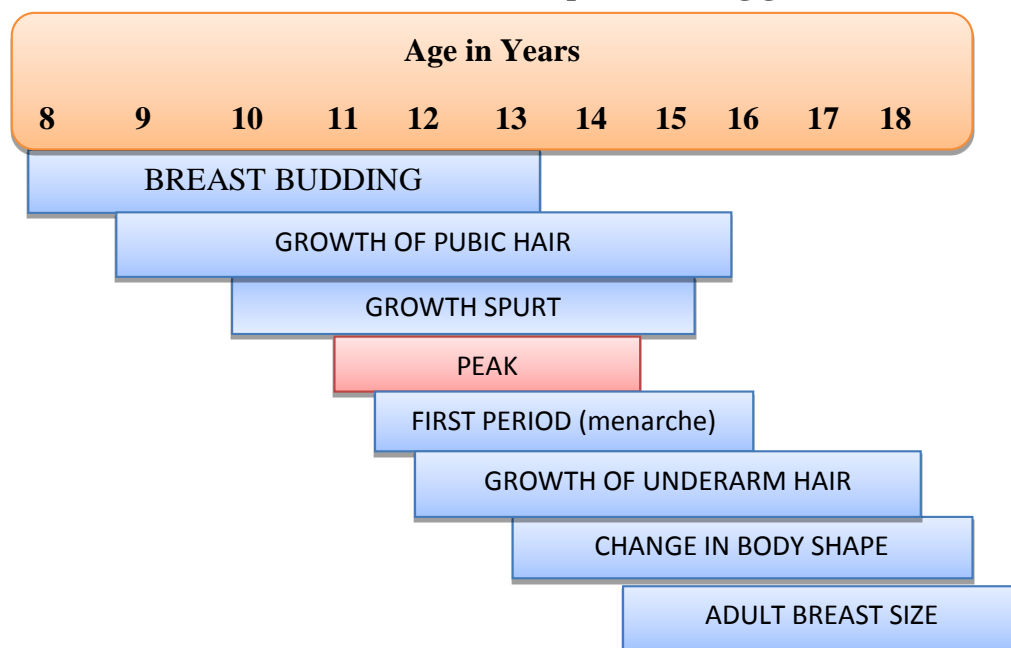 Age in Years
8 9 10 11 12 13 14 15 16 17 18
BREAST BUDDING
GROWTH OF PUBIC HAIR
GROWTH SPURT
PEAK
FIRST PERIOD (menarche)
GROWTH OF UNDERARM HAIR
CHANGE IN BODY SHAPE
ADULT BREAST SIZE